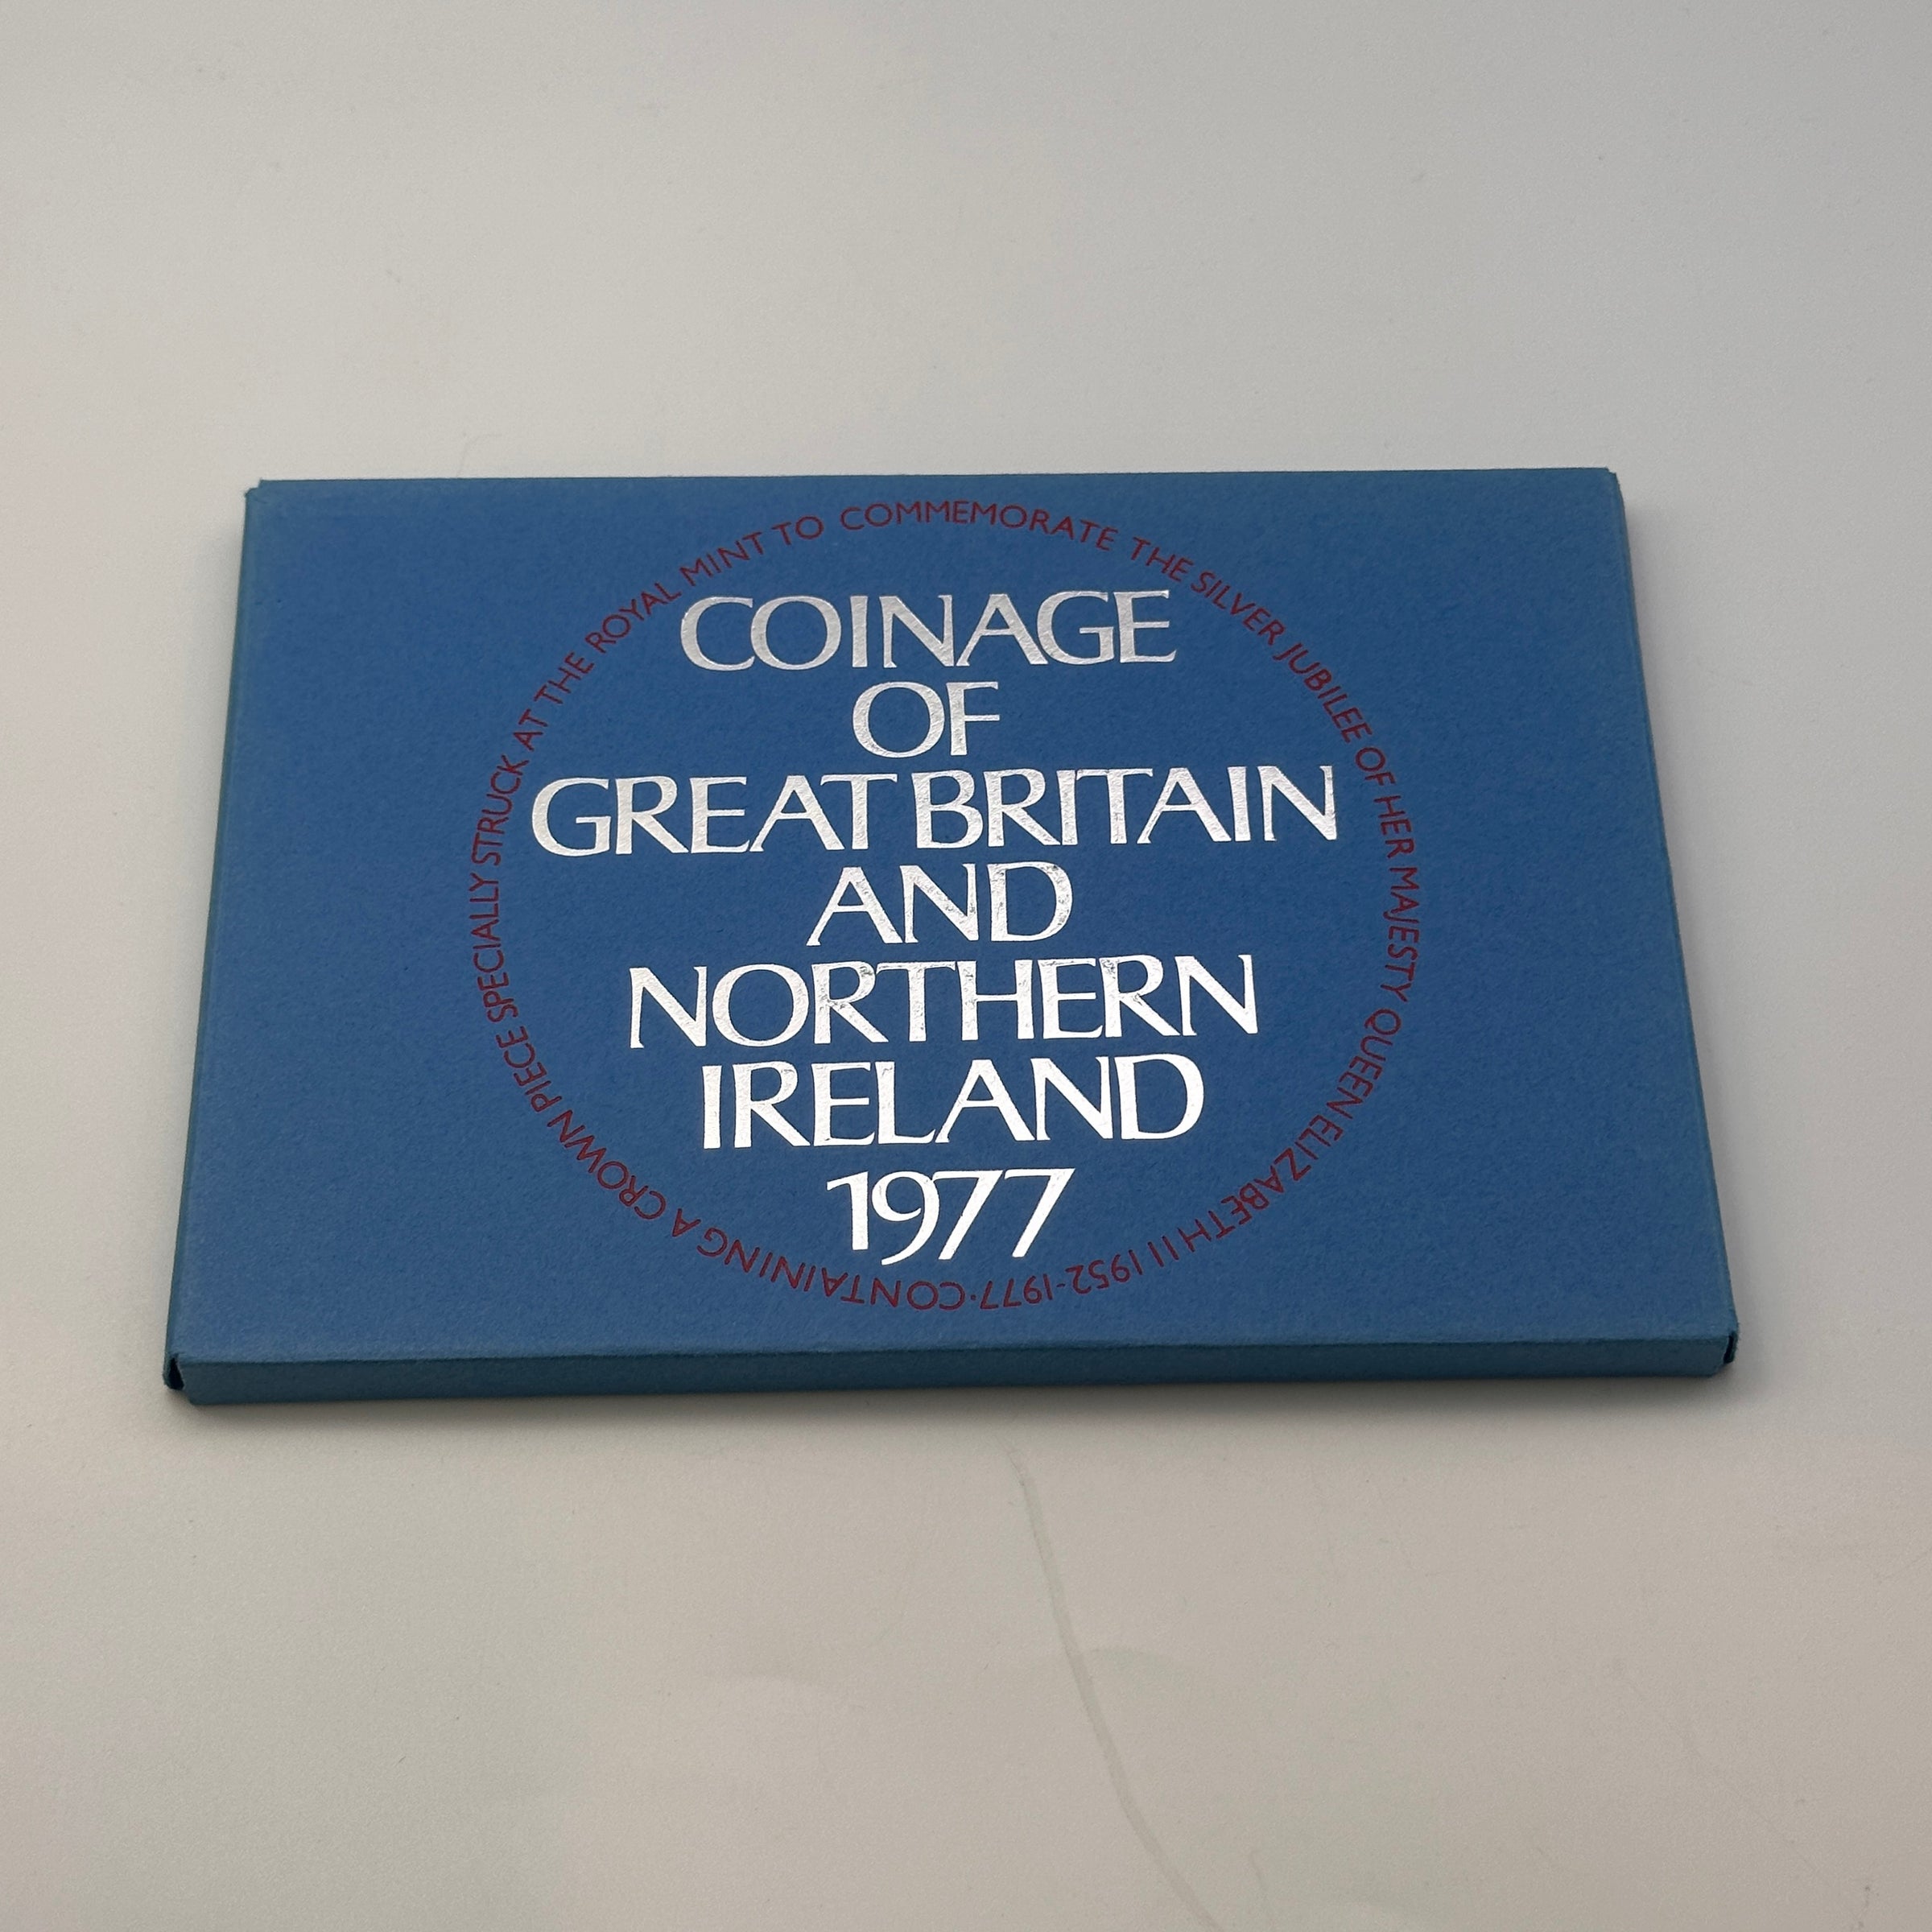 COINAGE
OF
GREAT BRITAIN
AND
NORTHERN
IRELAND
1977
CONTAINING A CROWN PIECE SPECIALLY STRUCK AT THE ROYAL MINT TO COMMEMORATE THE SILVER JUBILEE OF HER MAJESTY QUEEN ELIZABETH II 1952-1977·